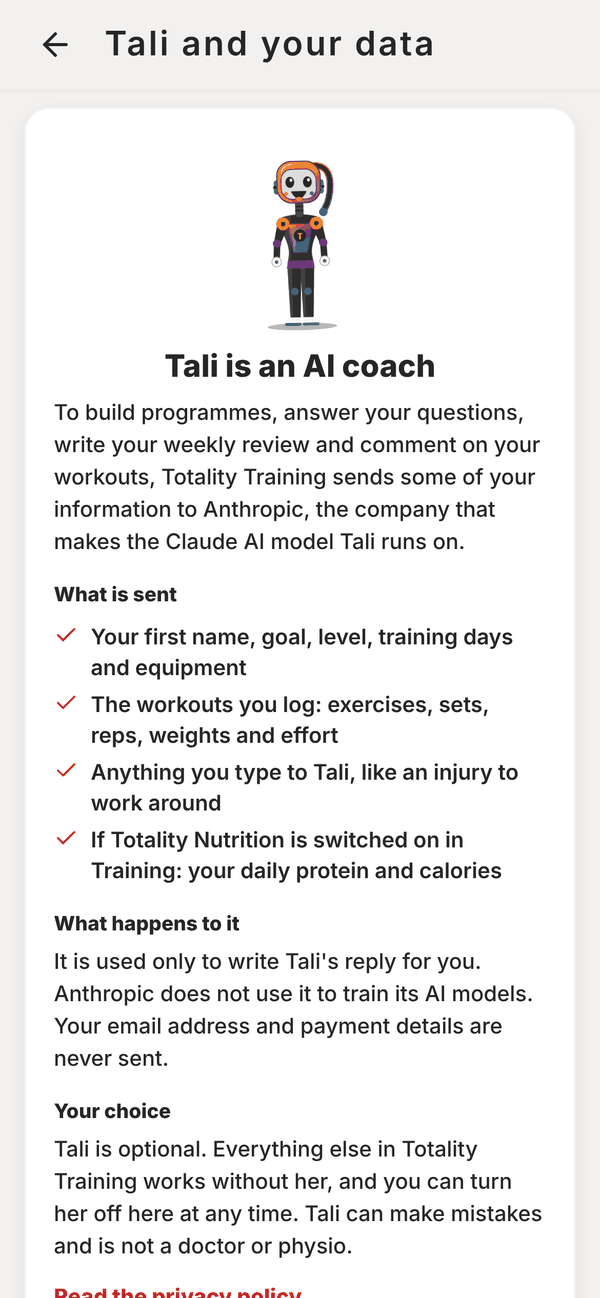 Tali and your data
T
Tali is an AI coach
To build programmes, answer your questions,
write your weekly review and comment on your
workouts, Totality Training sends some of your
information to Anthropic, the company that
makes the Claude AI model Tali runs on.
What is sent
Your first name, goal, level, training days
and equipment
The workouts you log: exercises, sets,
reps, weights and effort
Anything you type to Tali, like an injury to
work around
If Totality Nutrition is switched on in
Training: your daily protein and calories
What happens to it
It is used only to write Tali's reply for you.
Anthropic does not use it to train its AI models.
Your email address and payment details are
never sent.
Your choice
Tali is optional. Everything else in Totality
Training works without her, and you can turn
her off here at any time. Tali can make mistakes
and is not a doctor or physio.
Read the privacy policy